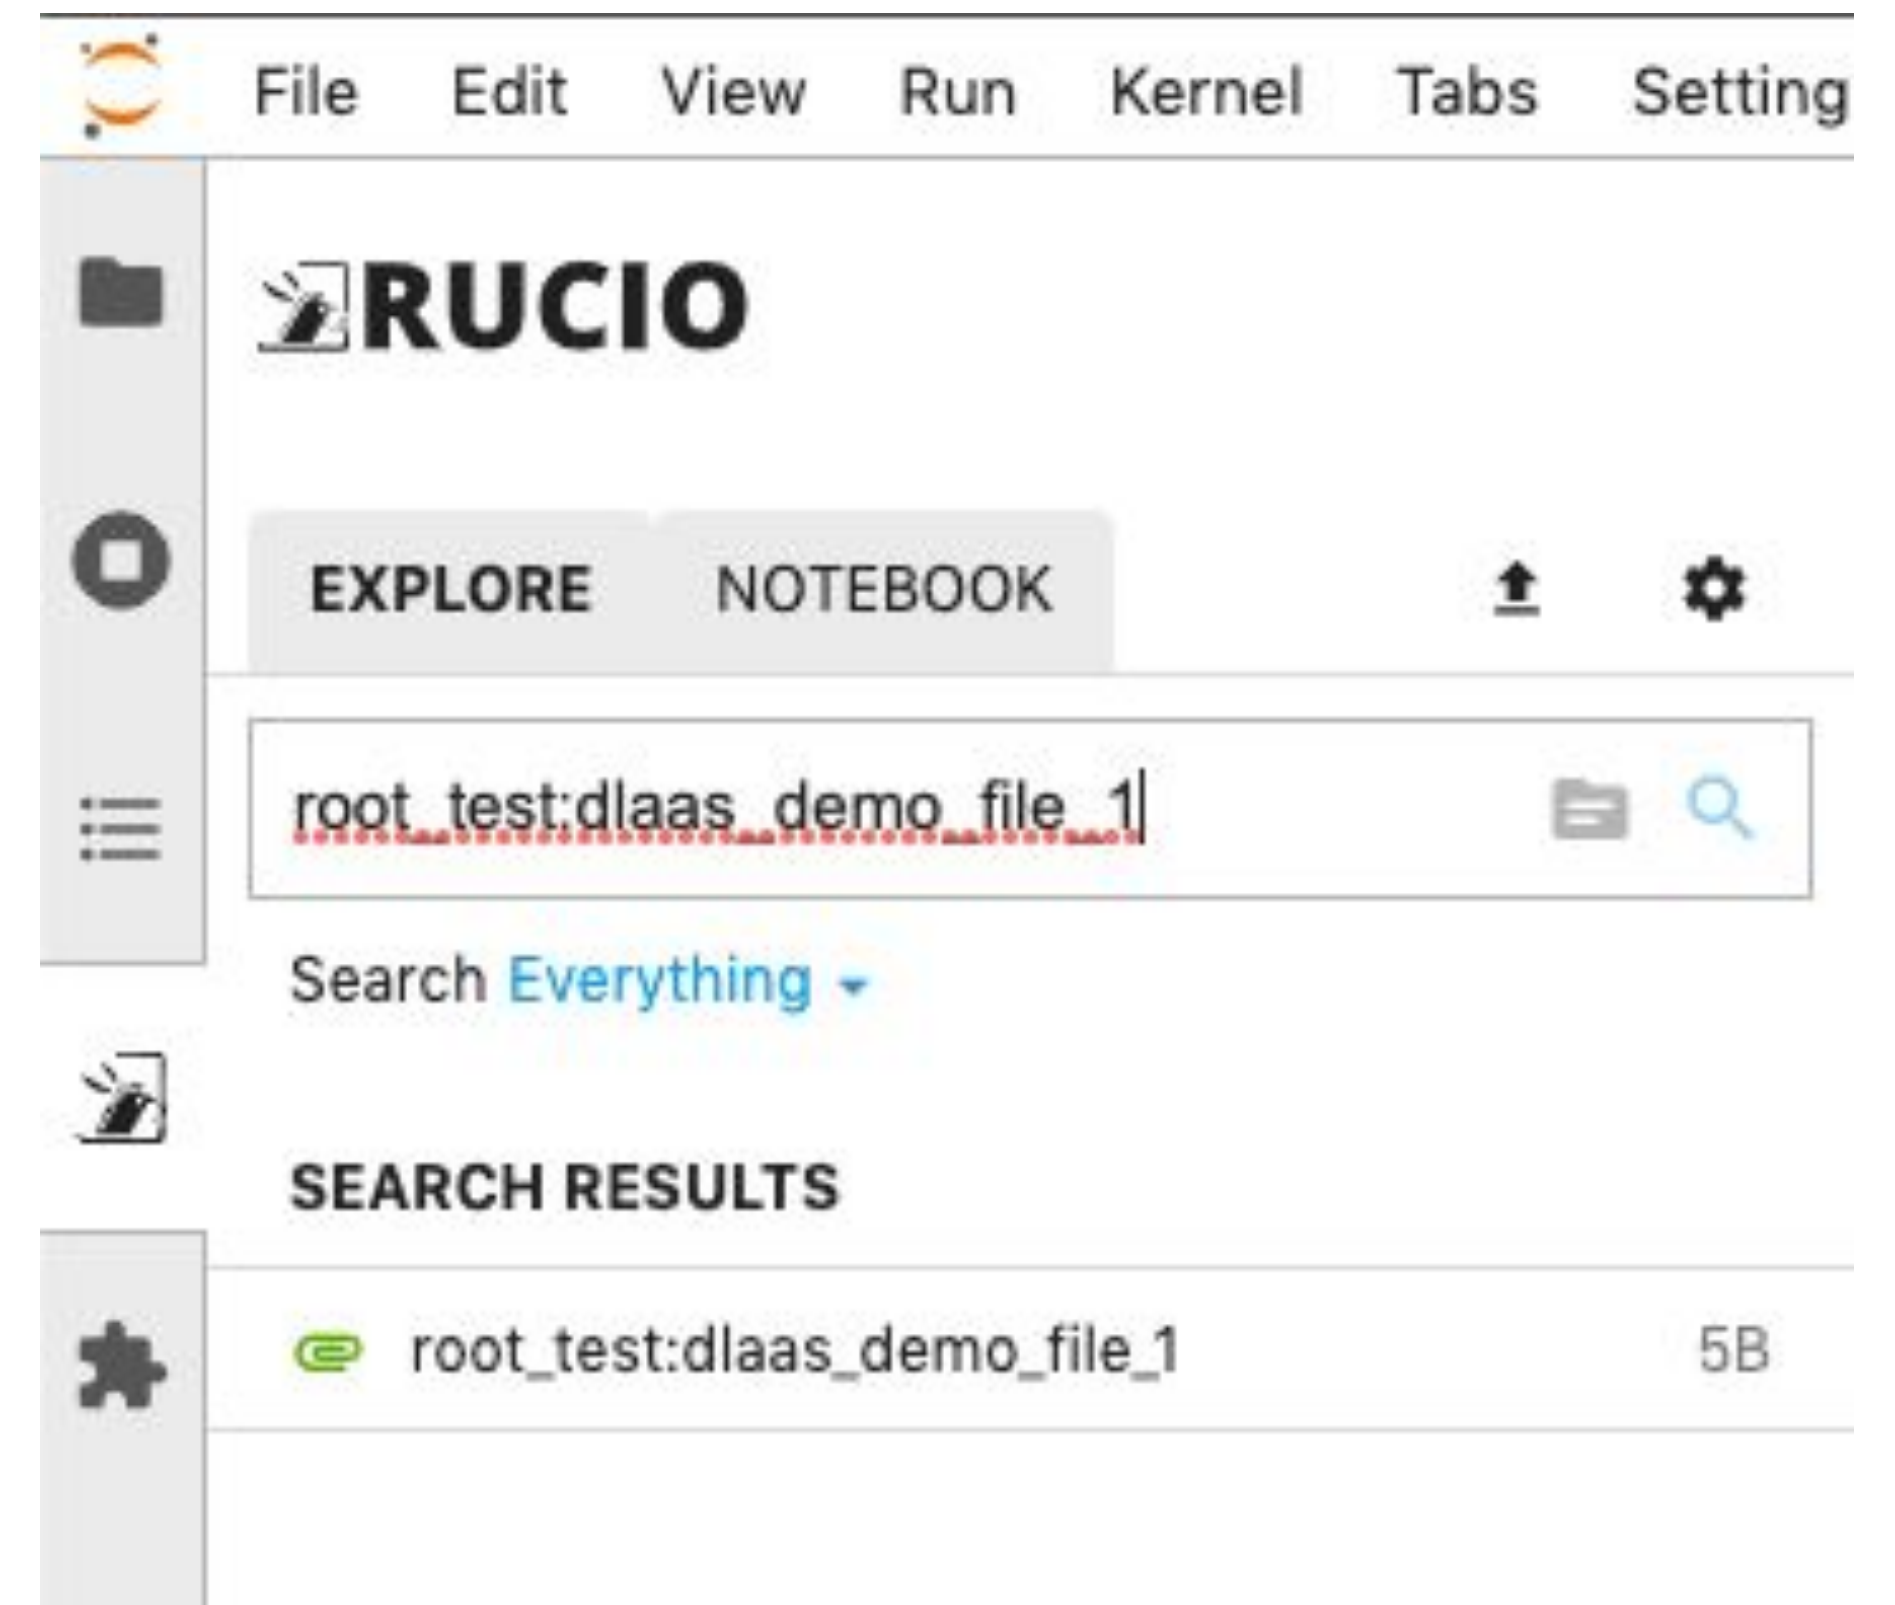 File Edit View Run Kernel Tabs Setting
RUCIO
EXPLORE NOTEBOOK
root_test:dlaas_demo_file_1
Search Everything
SEARCH RESULTS
root_test:dlaas_demo_file_1 5B